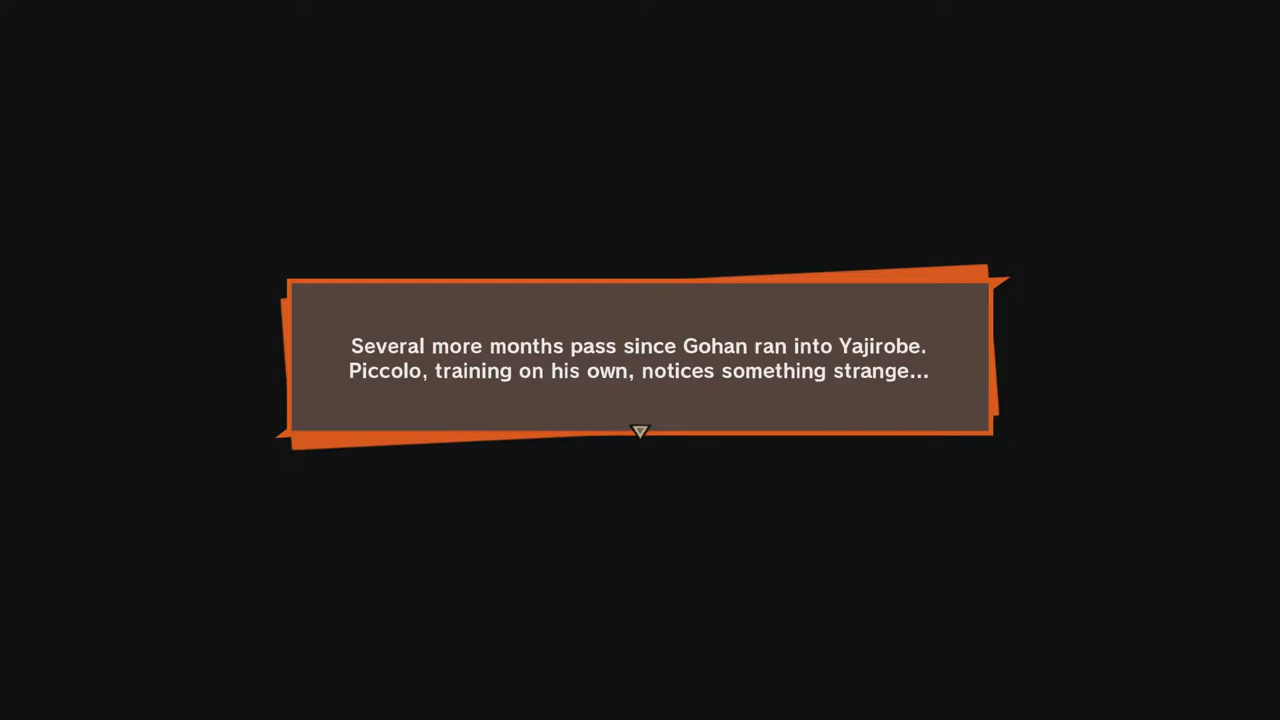 Several more months pass since Gohan ran into Yajirobe.
Piccolo, training on his own, notices something strange...